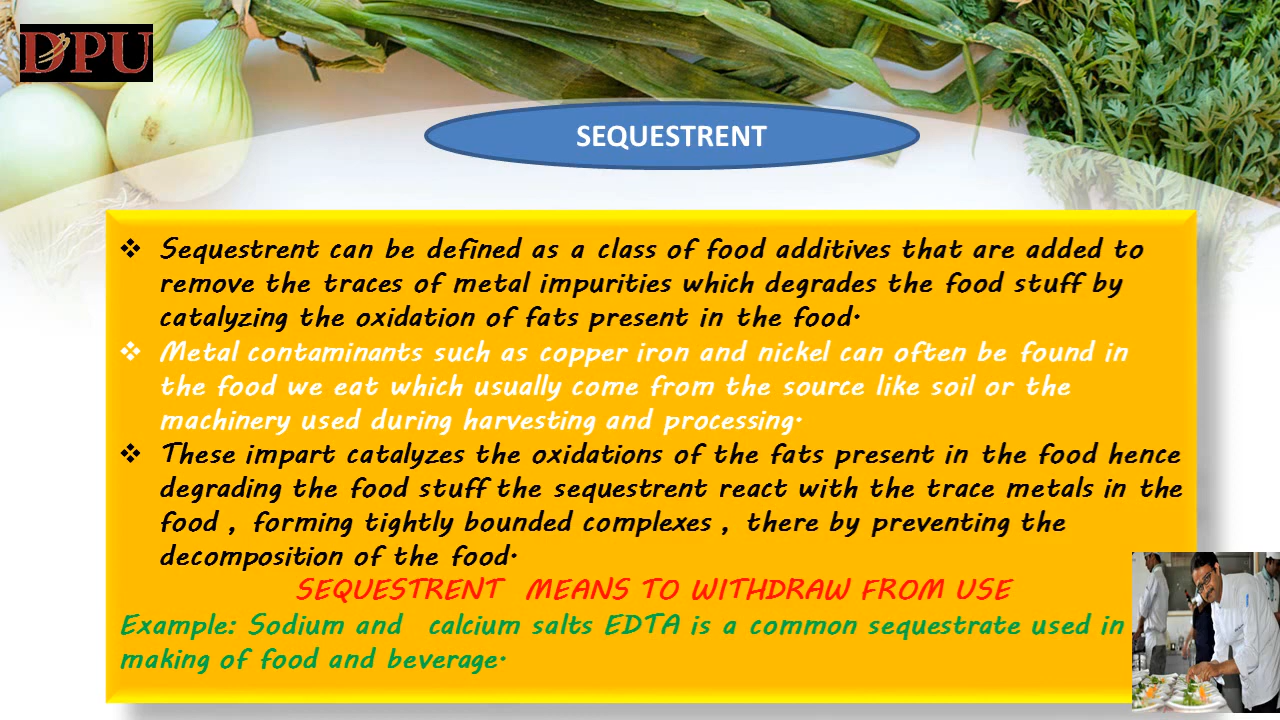 DPU
SEQUESTRENT
❖ Sequestrent can be defined as a class of food additives that are added to
remove the traces of metal impurities which degrades the food stuff by
catalyzing the oxidation of fats present in the food.
❖ Metal contaminants such as copper iron and nickel can often be found in
the food we eat which usually come from the source like soil or the
machinery used during harvesting and processing.
❖ These impart catalyzes the oxidations of the fats present in the food hence
degrading the food stuff the sequestrent react with the trace metals in the
food , forming tightly bounded complexes , there by preventing the
decomposition of the food.
SEQUESTRENT MEANS TO WITHDRAW FROM USE
Example: Sodium and calcium salts EDTA is a common sequestrate used in
making of food and beverage.